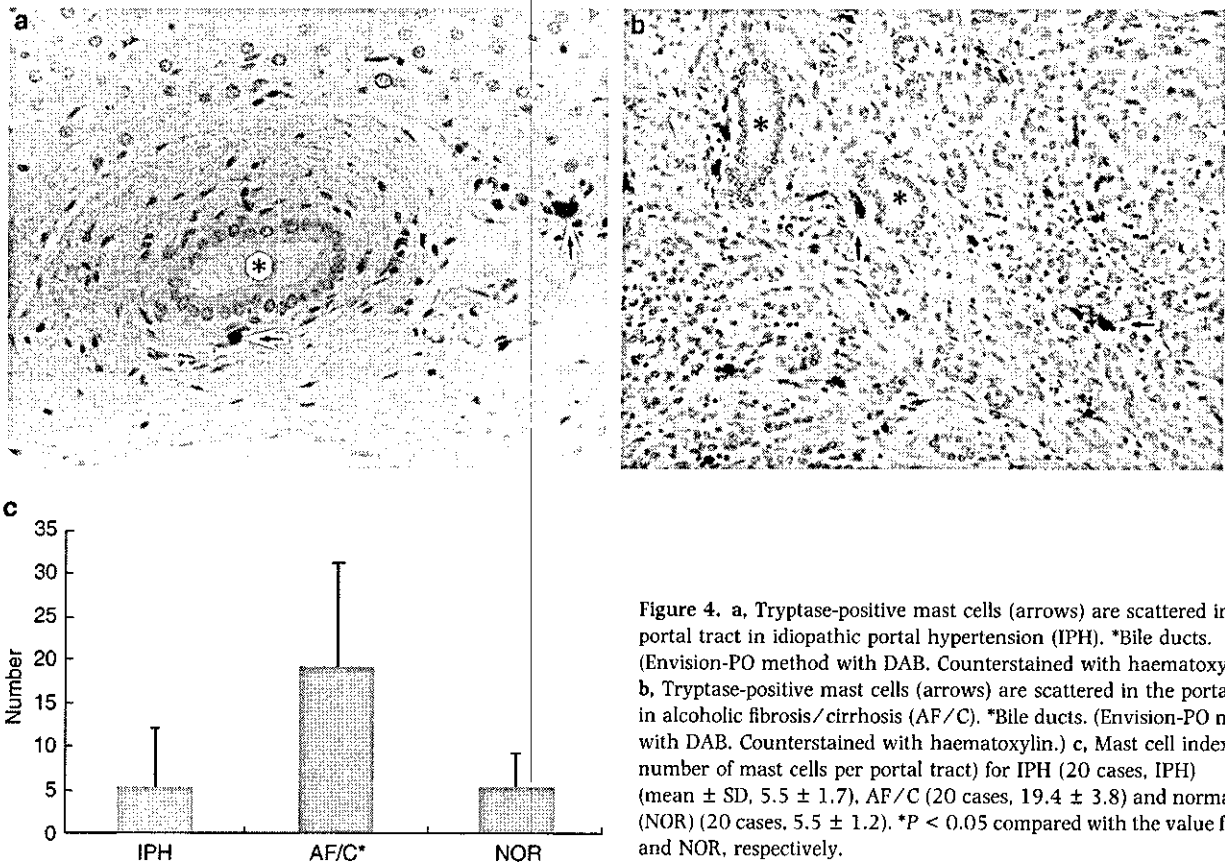 a
b
*
*
*
c
35
30
25
20
15
10
5
0
Number
IPH
AF/C*
NOR
Figure 4. a, Tryptase-positive mast cells (arrows) are scattered in
portal tract in idiopathic portal hypertension (IPH). *Bile ducts.
(Envision-PO method with DAB. Counterstained with haematoxy
b, Tryptase-positive mast cells (arrows) are scattered in the porta
in alcoholic fibrosis/cirrhosis (AF/C). *Bile ducts. (Envision-PO m
with DAB. Counterstained with haematoxylin.) c, Mast cell index
number of mast cells per portal tract) for IPH (20 cases, IPH)
(mean ± SD, 5.5 ± 1.7), AF/C (20 cases, 19.4 ± 3.8) and norma
(NOR) (20 cases, 5.5 ± 1.2). *P < 0.05 compared with the value f
and NOR, respectively.